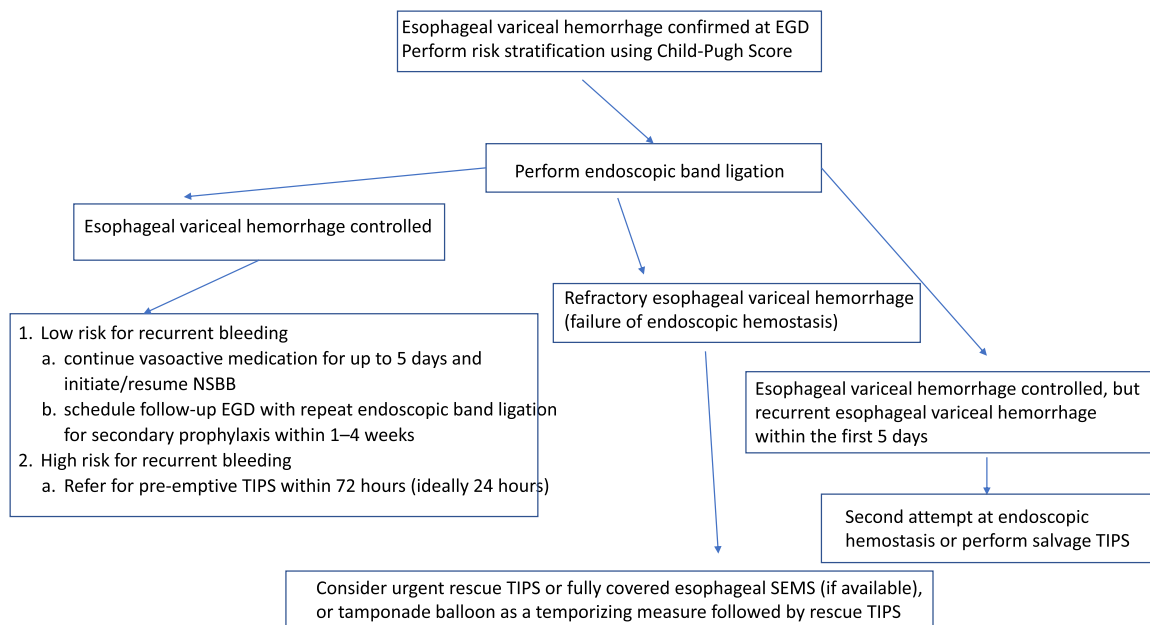 Esophageal variceal hemorrhage confirmed at EGD
Perform risk stratification using Child-Pugh Score
Perform endoscopic band ligation
Esophageal variceal hemorrhage controlled
1. Low risk for recurrent bleeding
a. continue vasoactive medication for up to 5 days and
initiate/resume NSBB
b. schedule follow-up EGD with repeat endoscopic band ligation
for secondary prophylaxis within 1–4 weeks
2. High risk for recurrent bleeding
a. Refer for pre-emptive TIPS within 72 hours (ideally 24 hours)
Refractory esophageal variceal hemorrhage
(failure of endoscopic hemostasis)
Esophageal variceal hemorrhage controlled, but
recurrent esophageal variceal hemorrhage
within the first 5 days
Second attempt at endoscopic
hemostasis or perform salvage TIPS
Consider urgent rescue TIPS or fully covered esophageal SEMS (if available),
or tamponade balloon as a temporizing measure followed by rescue TIPS